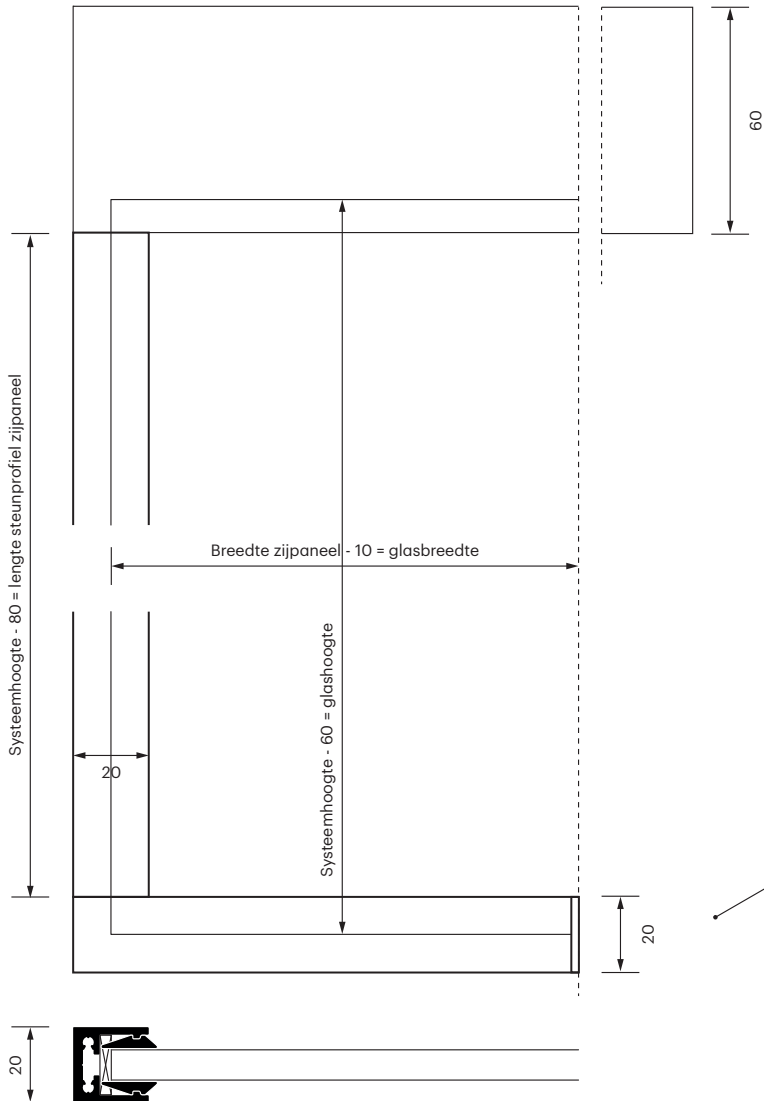 60
Systeemhoogte - 80 = lengte steunprofiel zijpaneel
Breedte zijpaneel - 10 = glasbreedte
Systeemhoogte - 60 = glashoogte
20
20
20